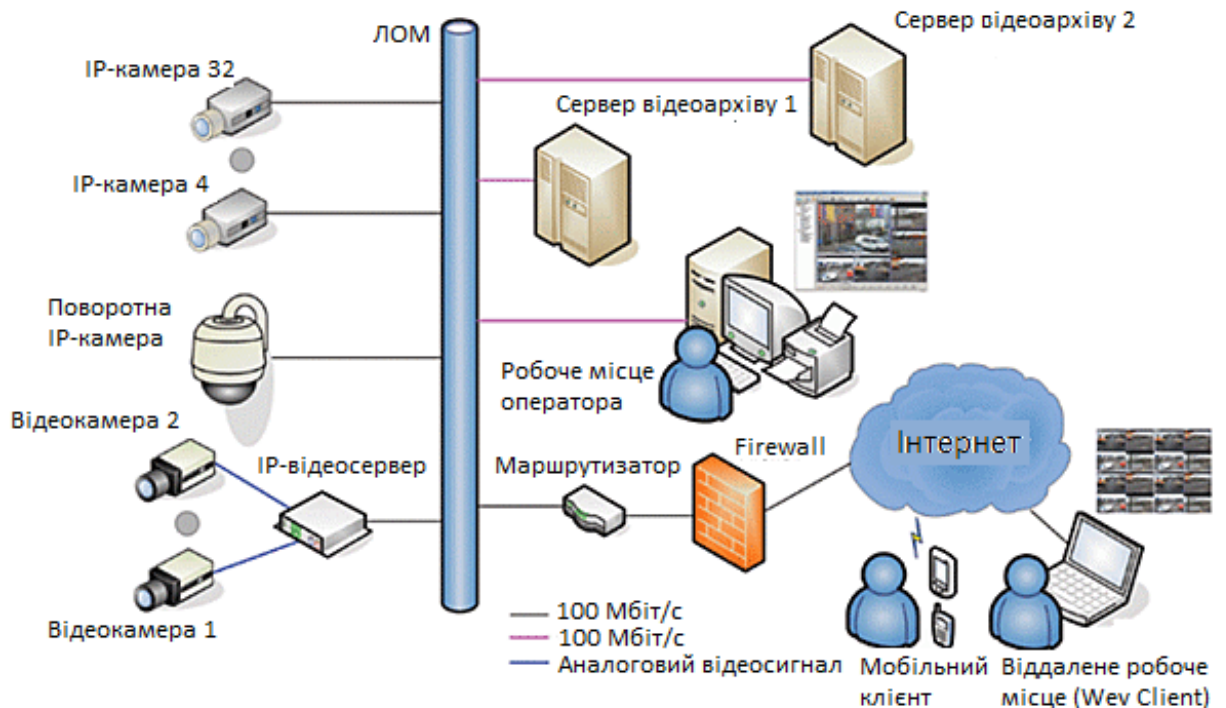 Сервер відеоархіву 2
ЛОМ
IP-камера 32
Сервер відеоархіву 1
IP-камера 4
Поворотна
IP-камера
Робоче місце
оператора
Відеокамера 2
IP-відеосервер
Маршрутизатор
Firewall
Інтернет
Відеокамера 1
100 Мбіт/с
100 Мбіт/с
Аналоговий відеосигнал
Мобільний
клієнт
Віддалене робоче
місце (Wev Client)